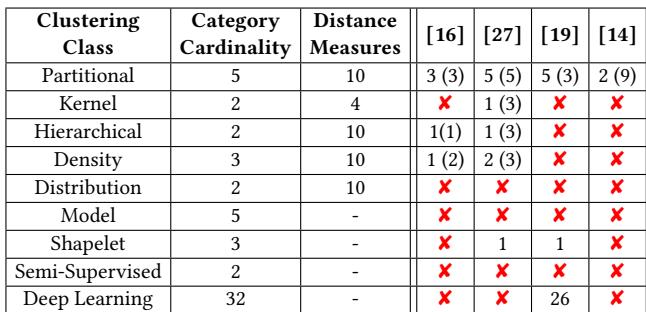 Clustering Class | Category Cardinality | Distance Measures | [16] | [27] | [19] | [14]
Partitional | 5 | 10 | 3 (3) | 5 (5) | 5 (3) | 2 (9)
Kernel | 2 | 4 | ✘ | 1 (3) | ✘ | ✘
Hierarchical | 2 | 10 | 1(1) | 1 (3) | ✘ | ✘
Density | 3 | 10 | 1 (2) | 2 (3) | ✘ | ✘
Distribution | 2 | 10 | ✘ | ✘ | ✘ | ✘
Model | 5 | - | ✘ | ✘ | ✘ | ✘
Shapelet | 3 | - | ✘ | 1 | 1 | ✘
Semi-Supervised | 2 | - | ✘ | ✘ | ✘ | ✘
Deep Learning | 32 | - | ✘ | ✘ | 26 | ✘